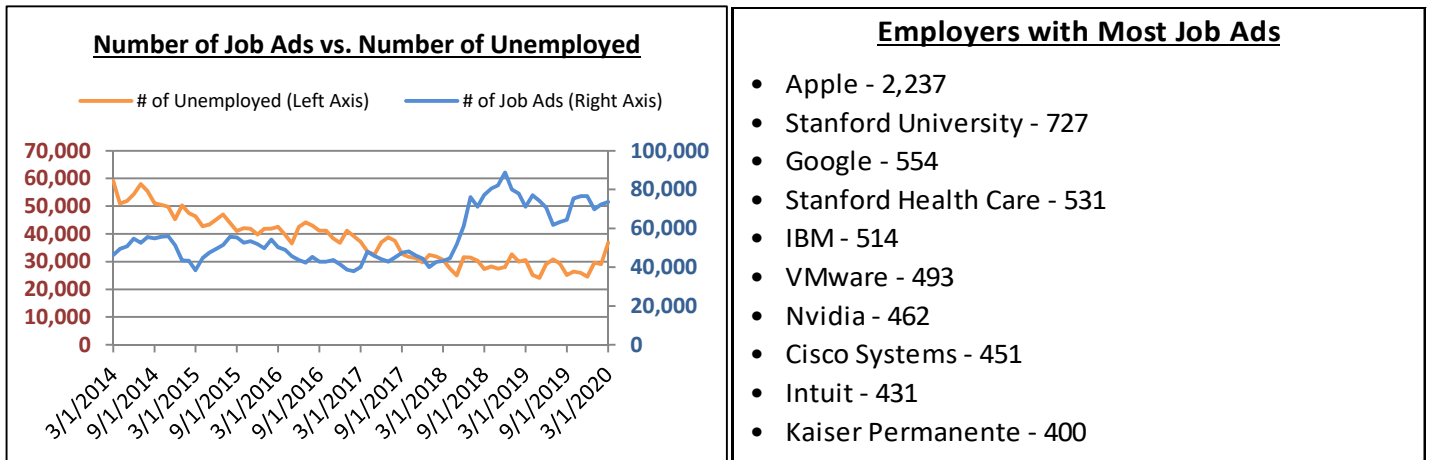 Number of Job Ads vs. Number of Unemployed
# of Unemployed (Left Axis) # of Job Ads (Right Axis)
70,000 100,000
60,000
80,000
50,000
40,000
60,000
30,000
40,000
20,000
20,000
10,000
0 0
3/1/2014
9/1/2014
3/1/2015
9/1/2015
3/1/2016
9/1/2016
3/1/2017
9/1/2017
3/1/2018
9/1/2018
3/1/2019
9/1/2019
3/1/2020
Employers with Most Job Ads
• Apple - 2,237
• Stanford University - 727
• Google - 554
• Stanford Health Care - 531
• IBM - 514
• VMware - 493
• Nvidia - 462
• Cisco Systems - 451
• Intuit - 431
• Kaiser Permanente - 400